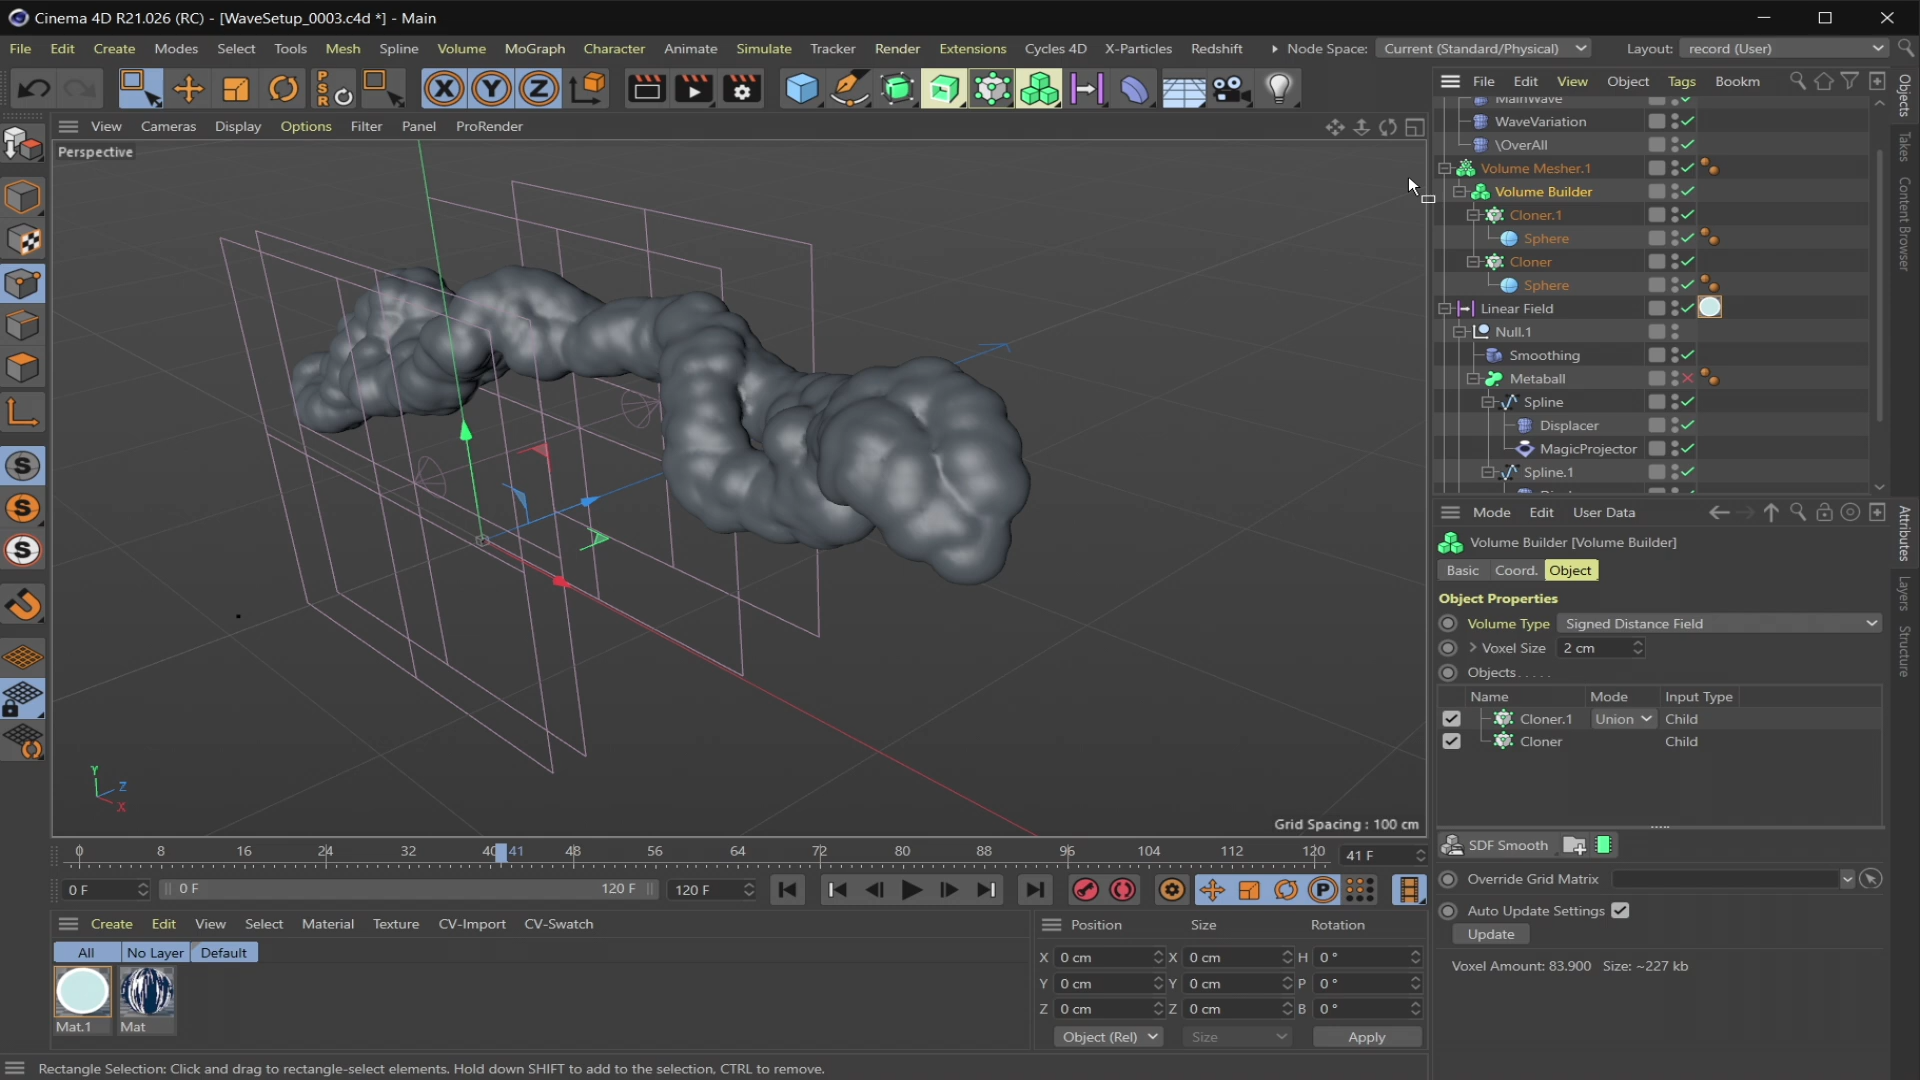 Cinema 4D R21.026 (RC) - [WaveSetup_0003.c4d *] - Main
File Edit Create Modes Select Tools Mesh Spline Volume MoGraph Character Animate Simulate Tracker Render Extensions Cycles 4D X-Particles Redshift Node Space: Current (Standard/Physical) Layout: record (User)
PSR
X Y Z
File Edit View Object Tags Bookm
View Cameras Display Options Filter Panel ProRender
Perspective
MainWave
WaveVariation
\OverAll
Volume Mesher.1
Volume Builder
Cloner.1
Sphere
Cloner
Sphere
Linear Field
Null.1
Smoothing
Metaball
Spline
Displacer
MagicProjector
Spline.1
Objects
Takes
Content Browser
Mode Edit User Data
Volume Builder [Volume Builder]
Basic Coord. Object
Object Properties
Volume Type Signed Distance Field
Voxel Size 2 cm
Objects . . . . .
Name Mode Input Type
Cloner.1 Union Child
Cloner Child
SDF Smooth
Override Grid Matrix
Auto Update Settings
Update
Voxel Amount: 83.900 Size: ~227 kb
Attributes
Layers
Structure
S
S
S
Y
Z
X
Grid Spacing : 100 cm
0 8 16 24 32 40 41 48 56 64 72 80 88 96 104 112 120 41 F
0 F 0 F 120 F 120 F
P
Create Edit View Select Material Texture CV-Import CV-Swatch
All No Layer Default
Mat.1 Mat
Position Size Rotation
X 0 cm X 0 cm H 0 °
Y 0 cm Y 0 cm P 0 °
Z 0 cm Z 0 cm B 0 °
Object (Rel) Size Apply
Rectangle Selection: Click and drag to rectangle-select elements. Hold down SHIFT to add to the selection, CTRL to remove.